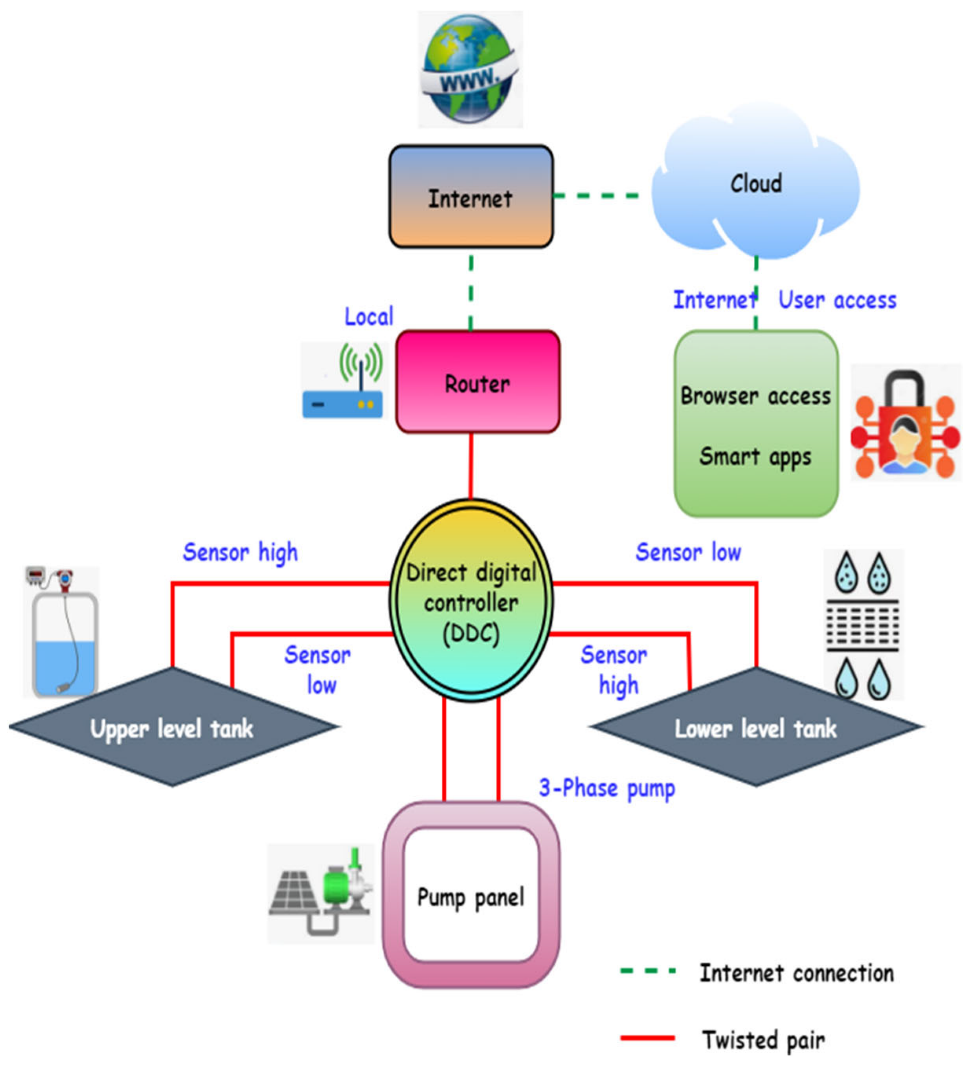 WWW.
Internet
Cloud
Internet User access
Local
Router
Browser access
Smart apps
Sensor high
Sensor low
Direct digital
controller
(DDC)
Sensor
low
Sensor
high
Upper level tank
Lower level tank
3-Phase pump
Pump panel
Internet connection
Twisted pair